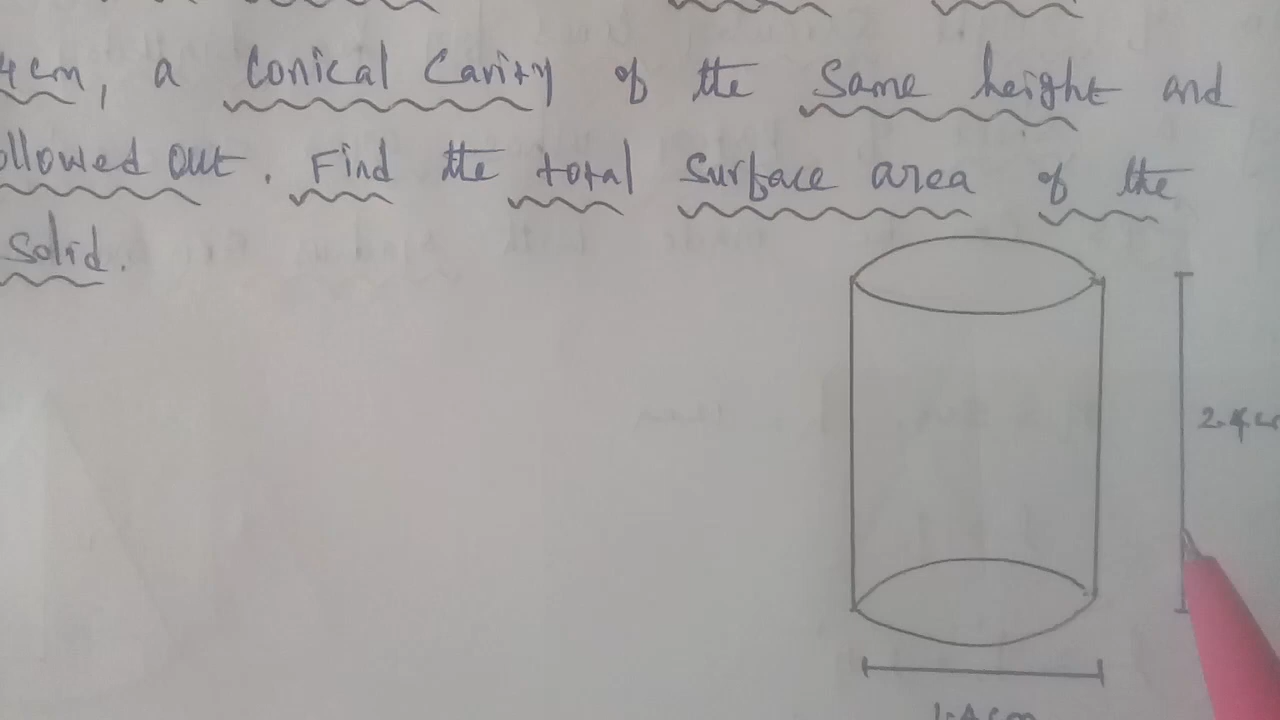 4cm, a conical cavity of the same height and
ollowed out. Find the total surface area of the
solid.
2.4c
1.4cm